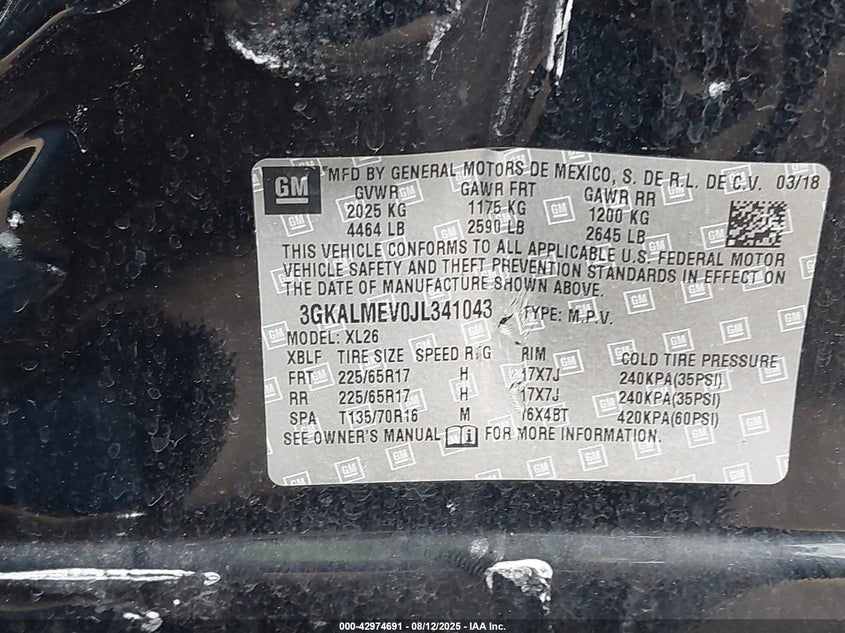 GM
MFD BY GENERAL MOTORS DE MEXICO, S. DE R.L. DE C.V. 03/18
GVWR GAWR FRT GAWR RR
2025 KG 1175 KG 1200 KG
4464 LB 2590 LB 2645 LB
THIS VEHICLE CONFORMS TO ALL APPLICABLE U.S. FEDERAL MOTOR
VEHICLE SAFETY AND THEFT PREVENTION STANDARDS IN EFFECT ON
THE DATE OF MANUFACTURE SHOWN ABOVE.
3GKALMEV0JL341043 TYPE: M.P.V.
MODEL: XL26
XBLF TIRE SIZE SPEED RTG RIM COLD TIRE PRESSURE
FRT 225/65R17 H 17X7J 240KPA(35PSI)
RR 225/65R17 H 17X7J 240KPA(35PSI)
SPA T135/70R16 M 16X4BT 420KPA(60PSI)
SEE OWNER'S MANUAL FOR MORE INFORMATION.
000-42974691 - 08/12/2025 - IAA Inc.